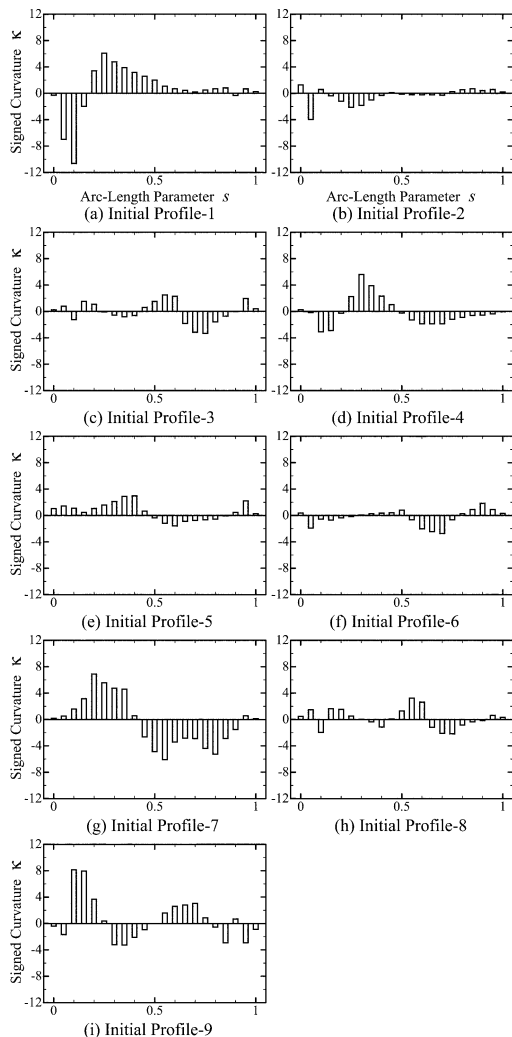 Signed Curvature κ
12
8
4
0
-4
-8
-12
0 0.5 1
Arc-Length Parameter s
(a) Initial Profile-1
12
8
4
0
-4
-8
-12
0 0.5 1
Arc-Length Parameter s
(b) Initial Profile-2
Signed Curvature κ
12
8
4
0
-4
-8
-12
0 0.5 1
(c) Initial Profile-3
12
8
4
0
-4
-8
-12
0 0.5 1
(d) Initial Profile-4
Signed Curvature κ
12
8
4
0
-4
-8
-12
0 0.5 1
(e) Initial Profile-5
12
8
4
0
-4
-8
-12
0 0.5 1
(f) Initial Profile-6
Signed Curvature κ
12
8
4
0
-4
-8
-12
0 0.5 1
(g) Initial Profile-7
12
8
4
0
-4
-8
-12
0 0.5 1
(h) Initial Profile-8
Signed Curvature κ
12
8
4
0
-4
-8
-12
0 0.5 1
(i) Initial Profile-9